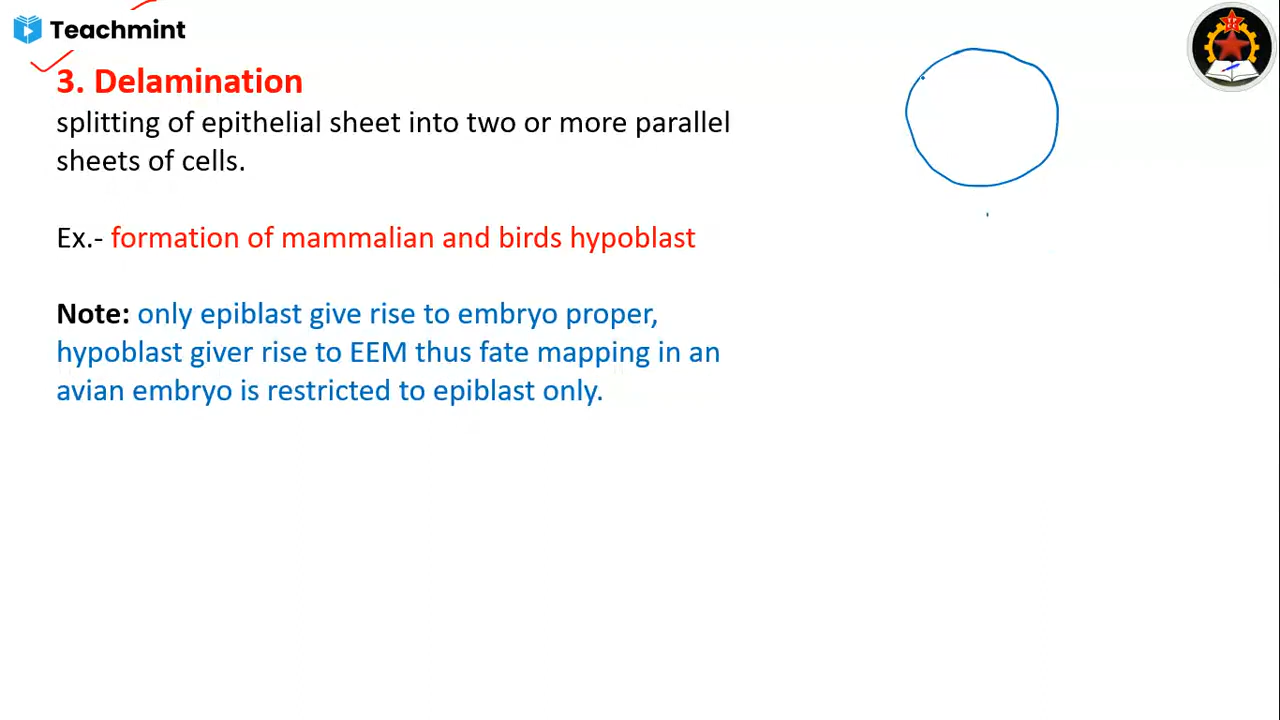 Teachmint
3. Delamination
splitting of epithelial sheet into two or more parallel
sheets of cells.
Ex.- formation of mammalian and birds hypoblast
Note: only epiblast give rise to embryo proper,
hypoblast giver rise to EEM thus fate mapping in an
avian embryo is restricted to epiblast only.